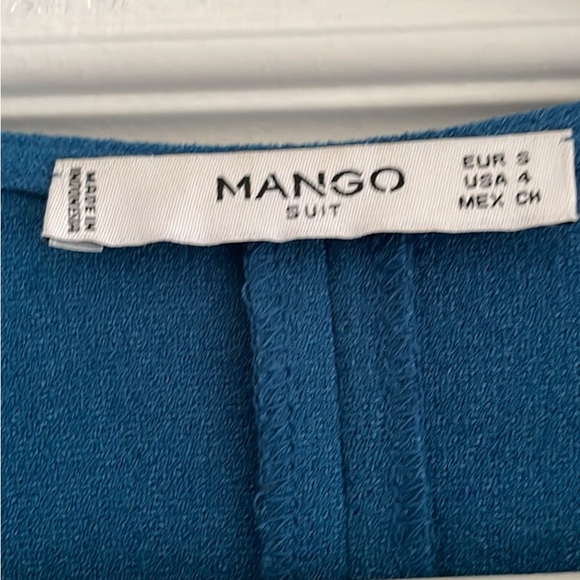 MADE IN
INDONESIA
MANGO
SUIT
EUR S
USA 4
MEX CH